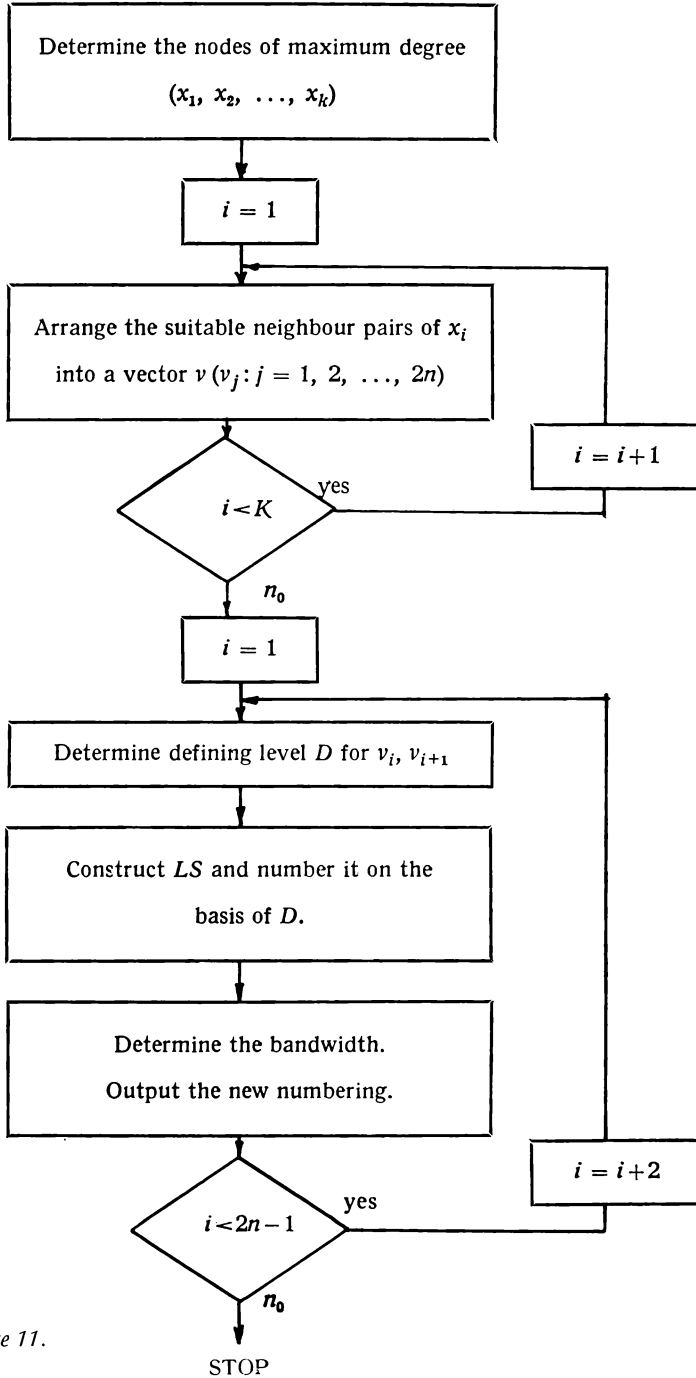 Determine the nodes of maximum degree
(x₁, x₂, ..., xₖ)
i = 1
Arrange the suitable neighbour pairs of xᵢ
into a vector v (vⱼ : j = 1, 2, ..., 2n)
i = i+1
yes
i < K
n₀
i = 1
Determine defining level D for vᵢ, vᵢ₊₁
Construct LS and number it on the
basis of D.
Determine the bandwidth.
Output the new numbering.
i = i+2
yes
i < 2n − 1
n₀
e 11.
STOP